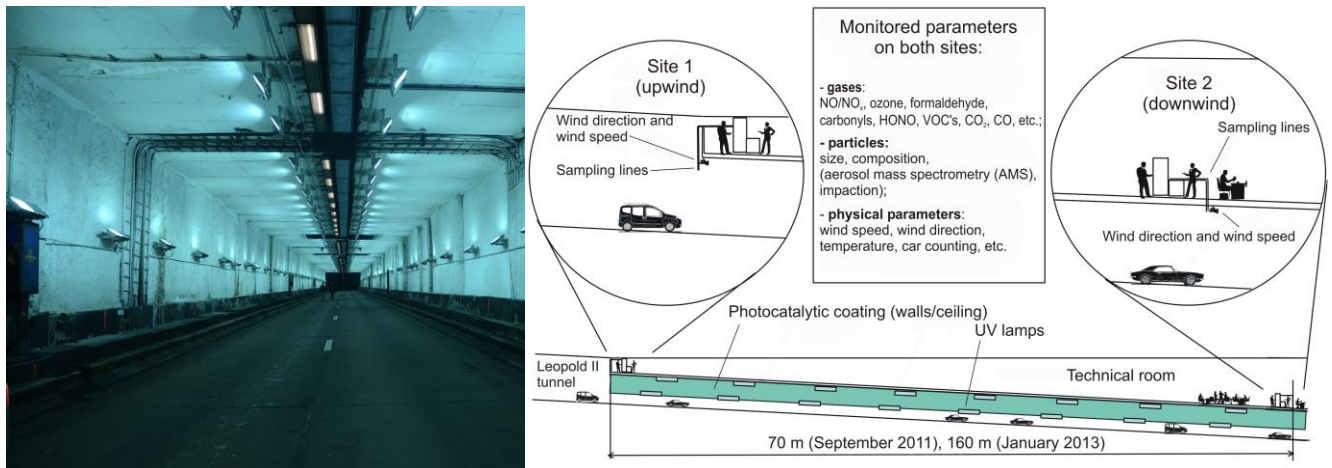 Site 1
(upwind)
Wind direction and
wind speed
Sampling lines
Monitored parameters
on both sites:
- gases:
NO/NOx, ozone, formaldehyde,
carbonyls, HONO, VOC's, CO2, CO, etc.;
- particles:
size, composition,
(aerosol mass spectrometry (AMS),
impaction);
- physical parameters:
wind speed, wind direction,
temperature, car counting, etc.
Site 2
(downwind)
Sampling lines
Wind direction and wind speed
Photocatalytic coating (walls/ceiling)
UV lamps
Leopold II
tunnel
Technical room
70 m (September 2011), 160 m (January 2013)